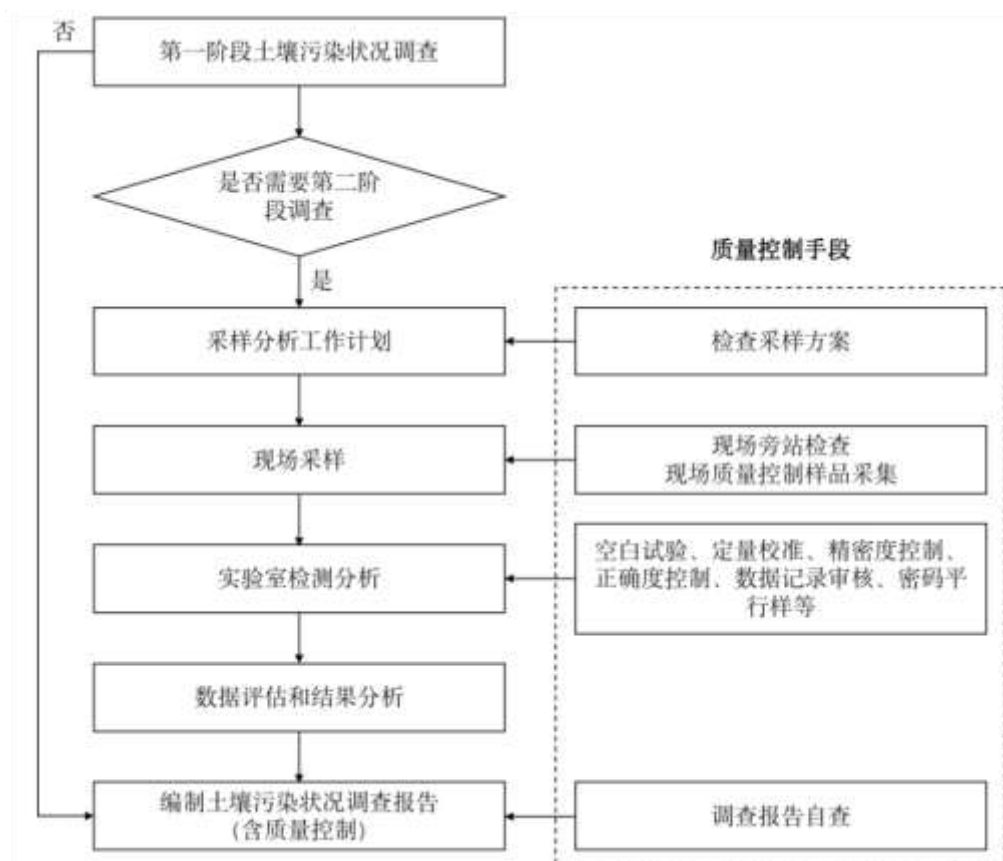 否
第一阶段土壤污染状况调查
是否需要第二阶
段调查
是
质量控制手段
采样分析工作计划
检查采样方案
现场采样
现场旁站检查
现场质量控制样品采集
实验室检测分析
空白试验、定量校准、精密度控制、
正确度控制、数据记录审核、密码平
行样等
数据评估和结果分析
编制土壤污染状况调查报告
(含质量控制)
调查报告自查